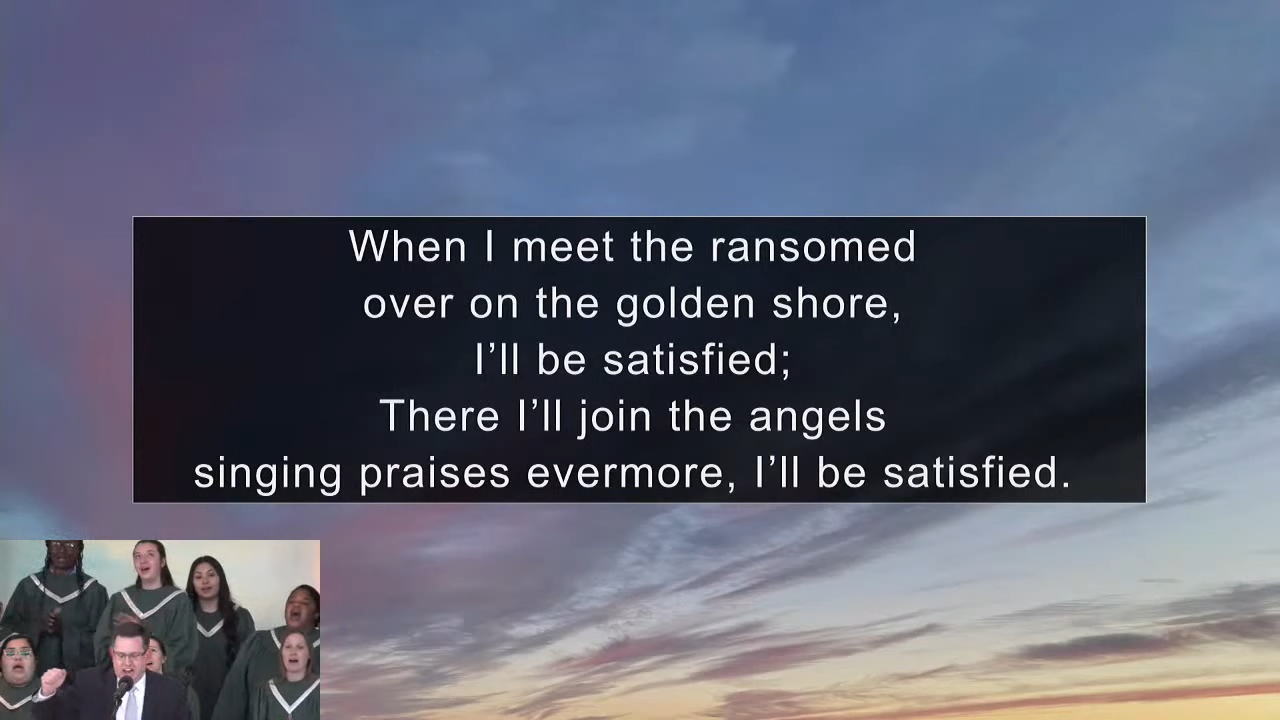 When I meet the ransomed
over on the golden shore,
I’ll be satisfied;
There I’ll join the angels
singing praises evermore, I’ll be satisfied.